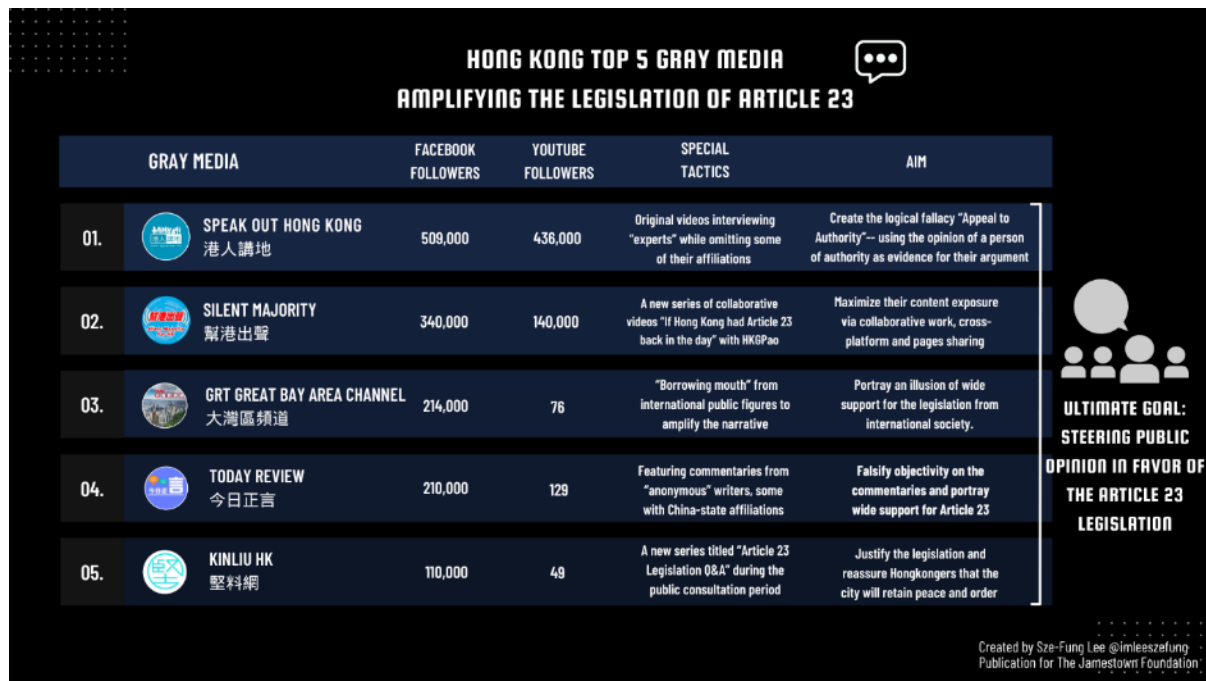 HONG KONG TOP 5 GRAY MEDIA
AMPLIFYING THE LEGISLATION OF ARTICLE 23
GRAY MEDIA
FACEBOOK
FOLLOWERS
YOUTUBE
FOLLOWERS
SPECIAL
TACTICS
AIM
01.
SPEAK OUT HONG KONG
港人講地
509,000
436,000
Original videos interviewing
"experts" while omitting some
of their affiliations
Create the logical fallacy "Appeal to
Authority"-- using the opinion of a person
of authority as evidence for their argument
02.
幫港出聲
SILENT MAJORITY
幫港出聲
340,000
140,000
A new series of collaborative
videos "If Hong Kong had Article 23
back in the day" with HKGPao
Maximize their content exposure
via collaborative work, cross-
platform and pages sharing
03.
GRT GREAT BAY AREA CHANNEL
大灣區頻道
214,000
76
"Borrowing mouth" from
international public figures to
amplify the narrative
Portray an illusion of wide
support for the legislation from
international society.
04.
TODAY REVIEW
今日正言
210,000
129
Featuring commentaries from
"anonymous" writers, some
with China-state affiliations
Falsify objectivity on the
commentaries and portray
wide support for Article 23
05.
KINLIU HK
堅料網
110,000
49
A new series titled "Article 23
Legislation Q&A" during the
public consultation period
Justify the legislation and
reassure Hongkongers that the
city will retain peace and order
ULTIMATE GOAL:
STEERING PUBLIC
OPINION IN FAVOR OF
THE ARTICLE 23
LEGISLATION
Created by Sze-Fung Lee @imleeszefung
Publication for The Jamestown Foundation